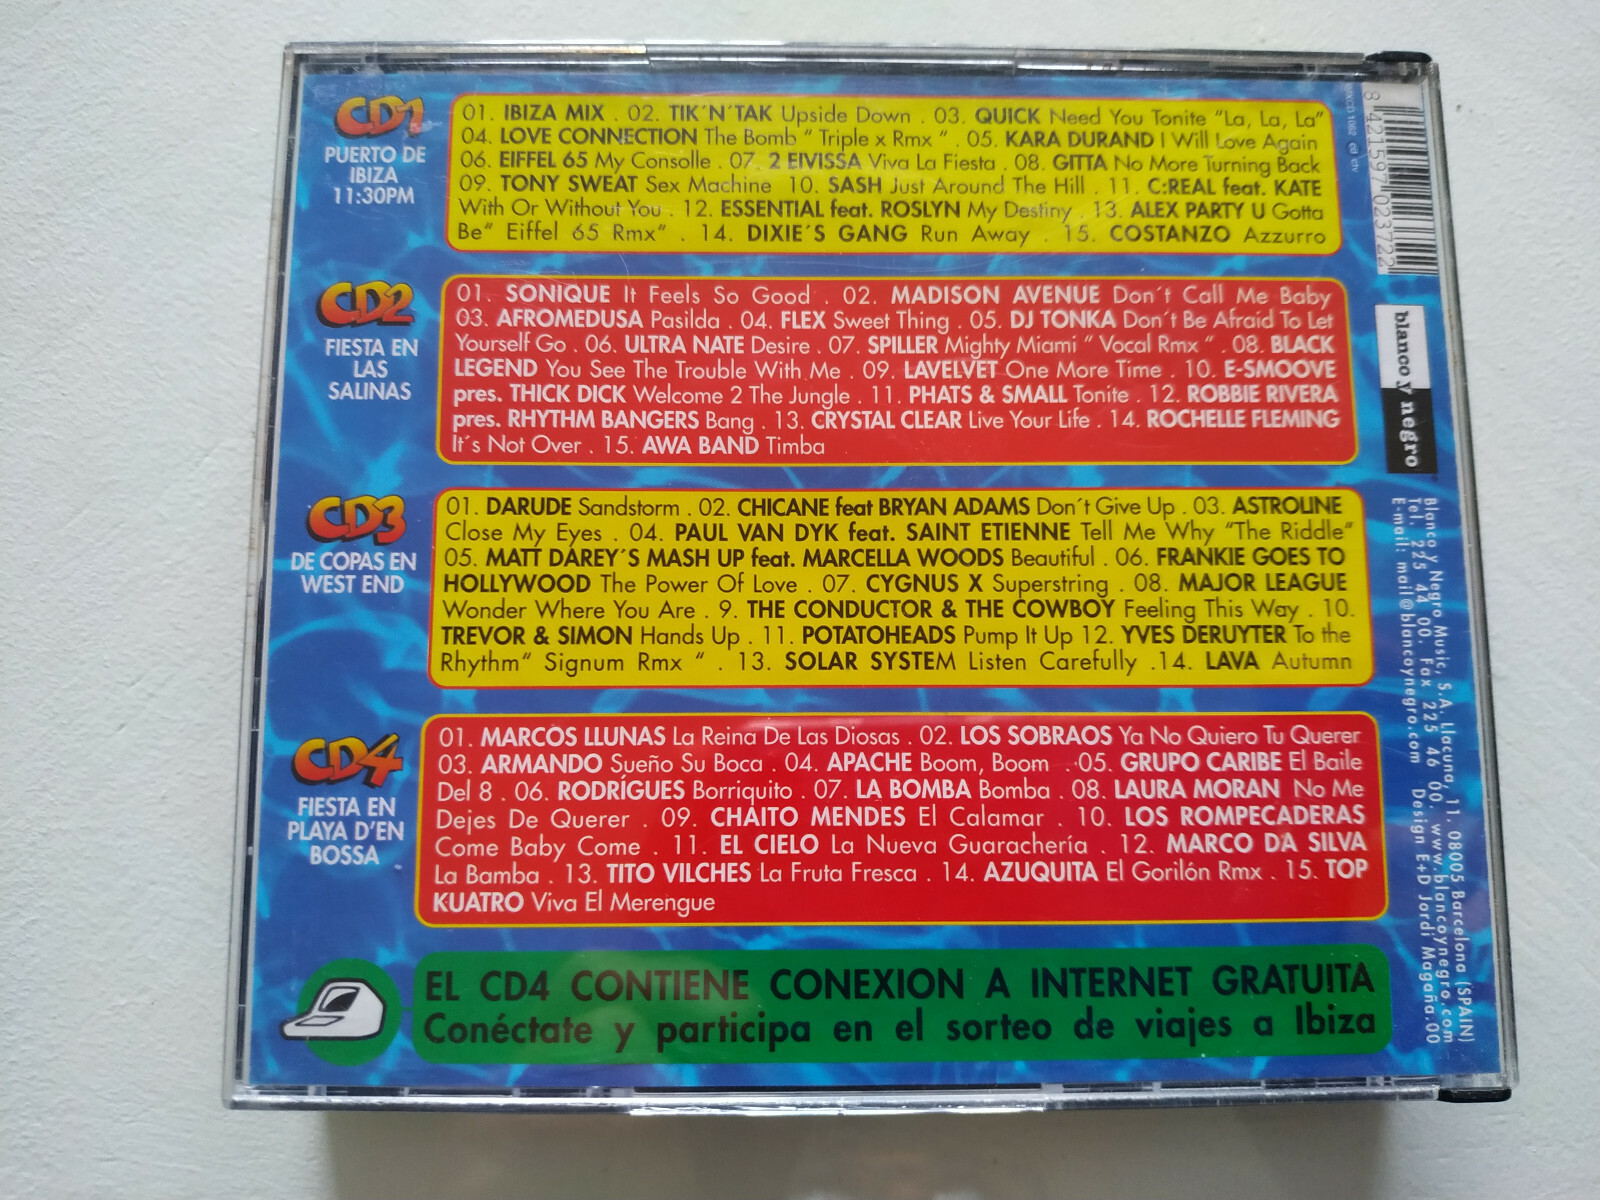 CD1
PUERTO DE
IBIZA
11:30PM
01. IBIZA MIX . 02. TIK´N´TAK Upside Down . 03. QUICK Need You Tonite "La, La, La"
04. LOVE CONNECTION The Bomb " Triple x Rmx " . 05. KARA DURAND I Will Love Again
06. EIFFEL 65 My Consolle . 07. 2 EIVISSA Viva La Fiesta . 08. GITTA No More Turning Back
09. TONY SWEAT Sex Machine 10. SASH Just Around The Hill . 11. C:REAL feat. KATE
With Or Without You . 12. ESSENTIAL feat. ROSLYN My Destiny . 13. ALEX PARTY U Gotta
Be" Eiffel 65 Rmx" . 14. DIXIE´S GANG Run Away . 15. COSTANZO Azzurro
CD2
FIESTA EN
LAS
SALINAS
01. SONIQUE It Feels So Good . 02. MADISON AVENUE Don´t Call Me Baby
03. AFROMEDUSA Pasilda . 04. FLEX Sweet Thing . 05. DJ TONKA Don´t Be Afraid To Let
Yourself Go . 06. ULTRA NATE Desire . 07. SPILLER Mighty Miami " Vocal Rmx " . 08. BLACK
LEGEND You See The Trouble With Me . 09. LAVELVET One More Time . 10. E-SMOOVE
pres. THICK DICK Welcome 2 The Jungle . 11. PHATS & SMALL Tonite . 12. ROBBIE RIVERA
pres. RHYTHM BANGERS Bang . 13. CRYSTAL CLEAR Live Your Life . 14. ROCHELLE FLEMING
It´s Not Over . 15. AWA BAND Timba
CD3
DE COPAS EN
WEST END
01. DARUDE Sandstorm . 02. CHICANE feat BRYAN ADAMS Don´t Give Up . 03. ASTROLINE
Close My Eyes . 04. PAUL VAN DYK feat. SAINT ETIENNE Tell Me Why "The Riddle"
05. MATT DAREY´S MASH UP feat. MARCELLA WOODS Beautiful . 06. FRANKIE GOES TO
HOLLYWOOD The Power Of Love . 07. CYGNUS X Superstring . 08. MAJOR LEAGUE
Wonder Where You Are . 9. THE CONDUCTOR & THE COWBOY Feeling This Way . 10.
TREVOR & SIMON Hands Up . 11. POTATOHEADS Pump It Up 12. YVES DERUYTER To the
Rhythm" Signum Rmx " . 13. SOLAR SYSTEM Listen Carefully .14. LAVA Autumn
CD4
FIESTA EN
PLAYA D'EN
BOSSA
01. MARCOS LLUNAS La Reina De Las Diosas . 02. LOS SOBRAOS Ya No Quiero Tu Querer
03. ARMANDO Sueño Su Boca . 04. APACHE Boom, Boom . 05. GRUPO CARIBE El Baile
Del 8 . 06. RODRÍGUES Borriquito . 07. LA BOMBA Bomba . 08. LAURA MORAN No Me
Dejes De Querer . 09. CHAITO MENDES El Calamar . 10. LOS ROMPECADERAS
Come Baby Come . 11. EL CIELO La Nueva Guarachería . 12. MARCO DA SILVA
La Bamba . 13. TITO VILCHES La Fruta Fresca . 14. AZUQUITA El Gorilón Rmx . 15. TOP
KUATRO Viva El Merengue
EL CD4 CONTIENE CONEXION A INTERNET GRATUITA
Conéctate y participa en el sorteo de viajes a Ibiza
MXCD 1062
8 421597 023722
blanco y negro
Blanco y Negro Music, S.A. Llacuna, 11. 08005 Barcelona (SPAIN)
Tel. 225 44 00. Fax 225 46 00. www.blancoynegro.com
E-mail: mail@blancoynegro.com Design E+D Jordi Magaña.00